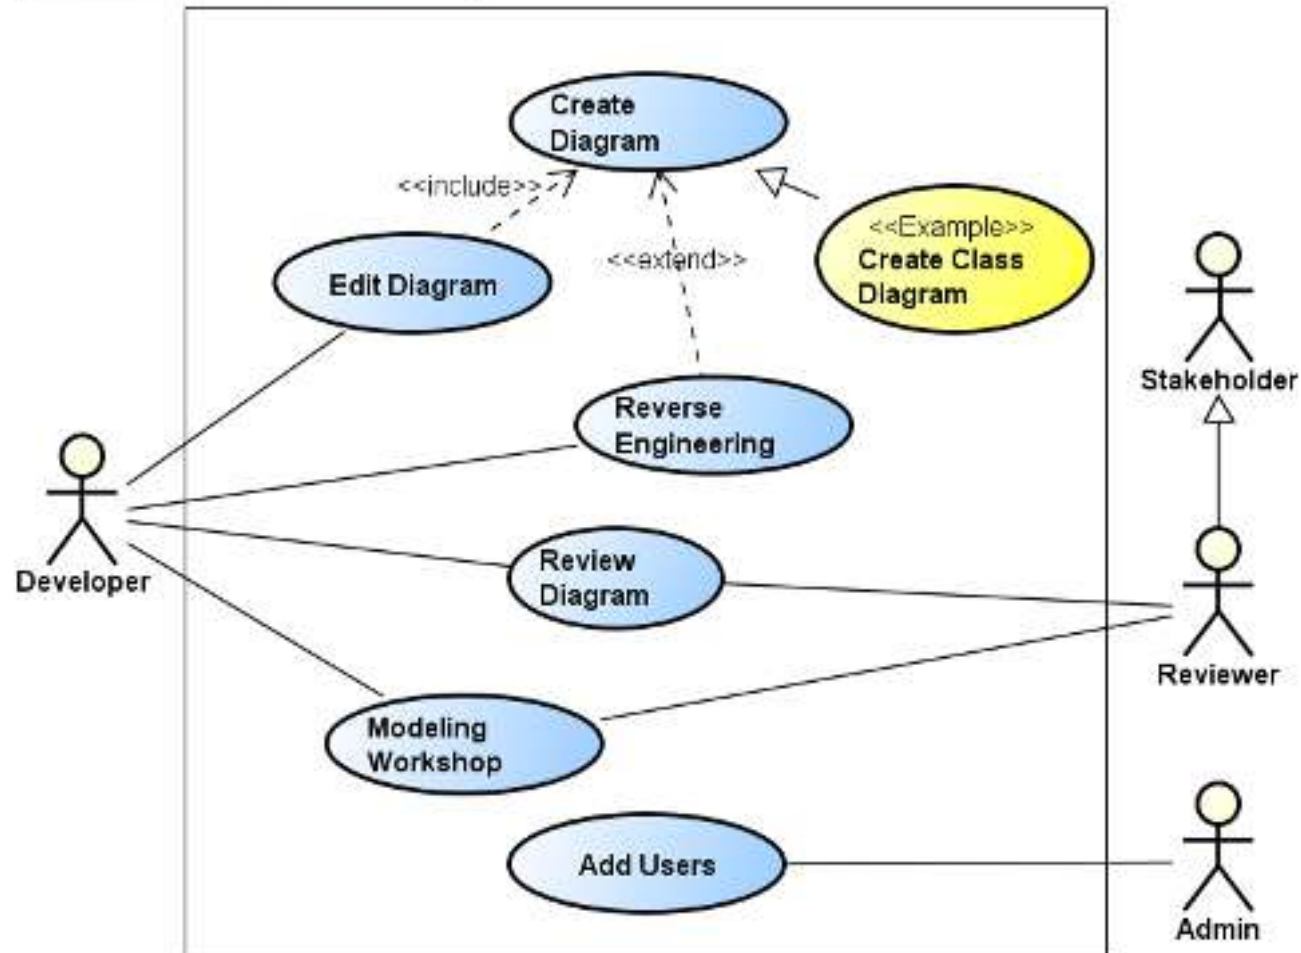 Create
Diagram
<<include>>
<<Example>>
Create Class
Diagram
<<extend>>
Edit Diagram
Stakeholder
Reverse
Engineering
Developer
Review
Diagram
Reviewer
Modeling
Workshop
Add Users
Admin